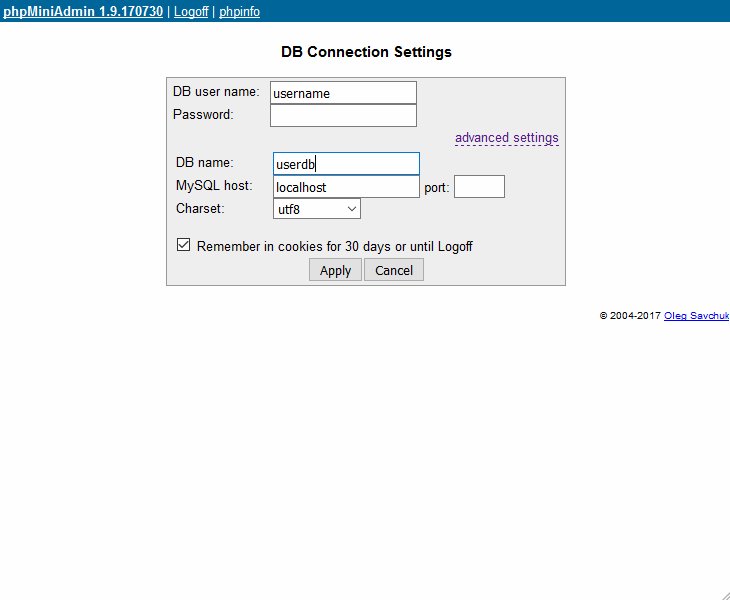 phpMiniAdmin 1.9.170730 | Logoff | phpinfo
DB Connection Settings
DB user name: username
Password:
advanced settings
DB name: userdb
MySQL host: localhost port:
Charset: utf8
Remember in cookies for 30 days or until Logoff
Apply Cancel
© 2004-2017 Oleg Savchuk